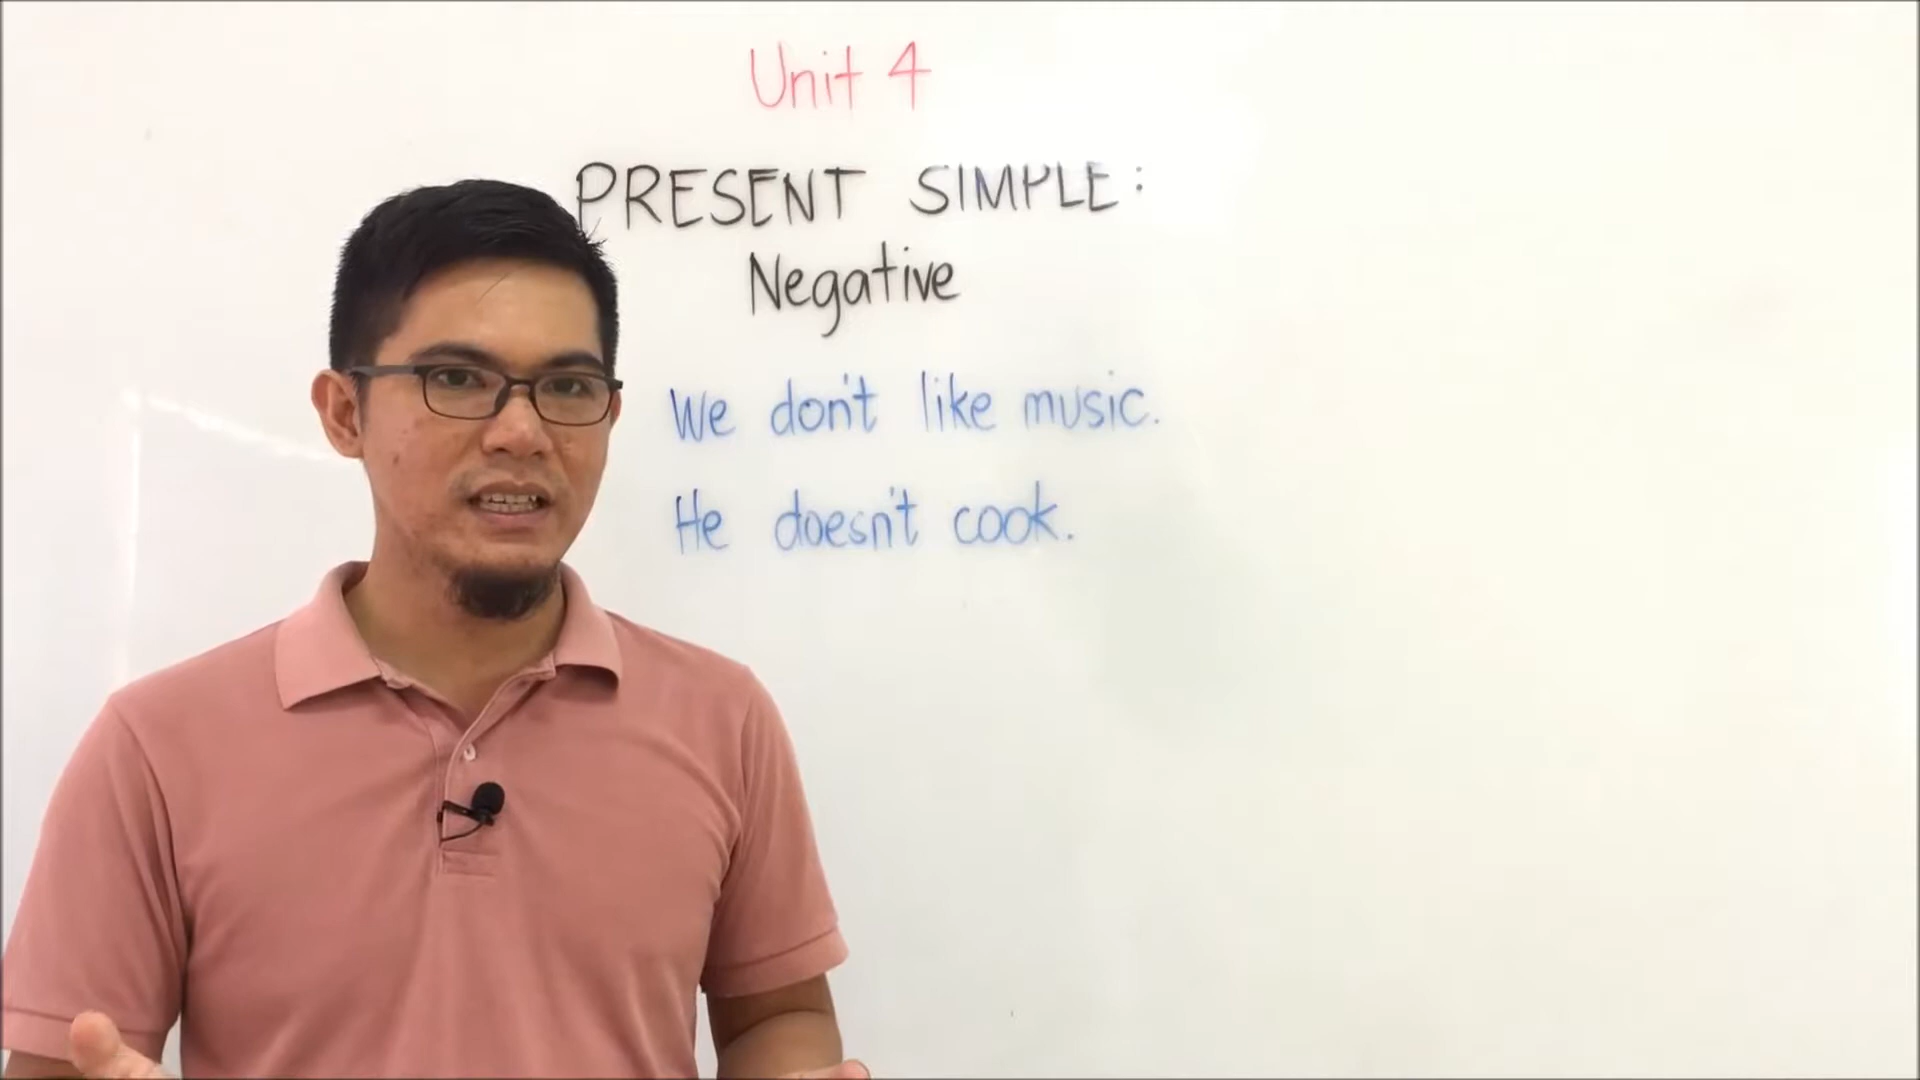 Unit 4
PRESENT SIMPLE:
Negative
We don't like music.
He doesn't cook.